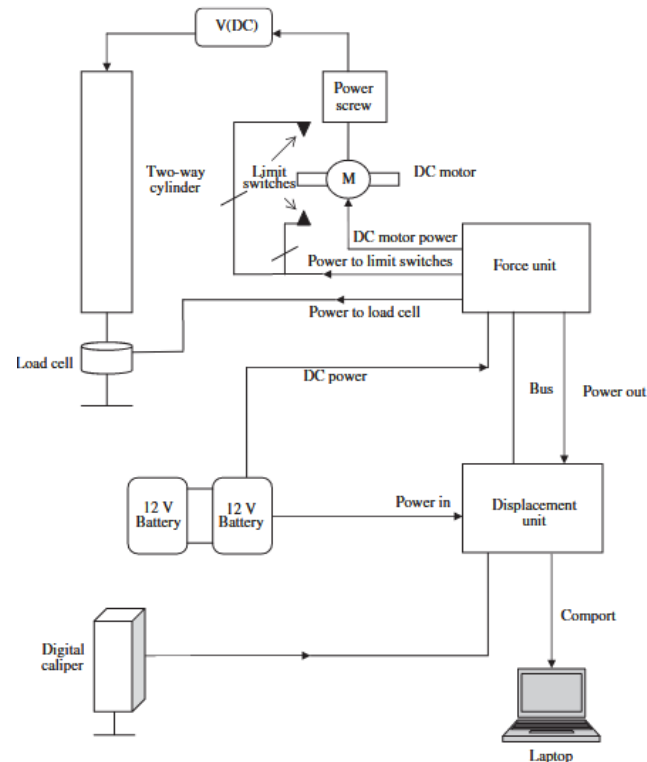 V(DC)
Power
screw
Two-way
cylinder
Limit
switches
M
DC motor
DC motor power
Power to limit switches
Force unit
Power to load cell
Load cell
DC power
Bus
Power out
12 V
Battery
12 V
Battery
Power in
Displacement
unit
Comport
Digital
caliper
Laptop